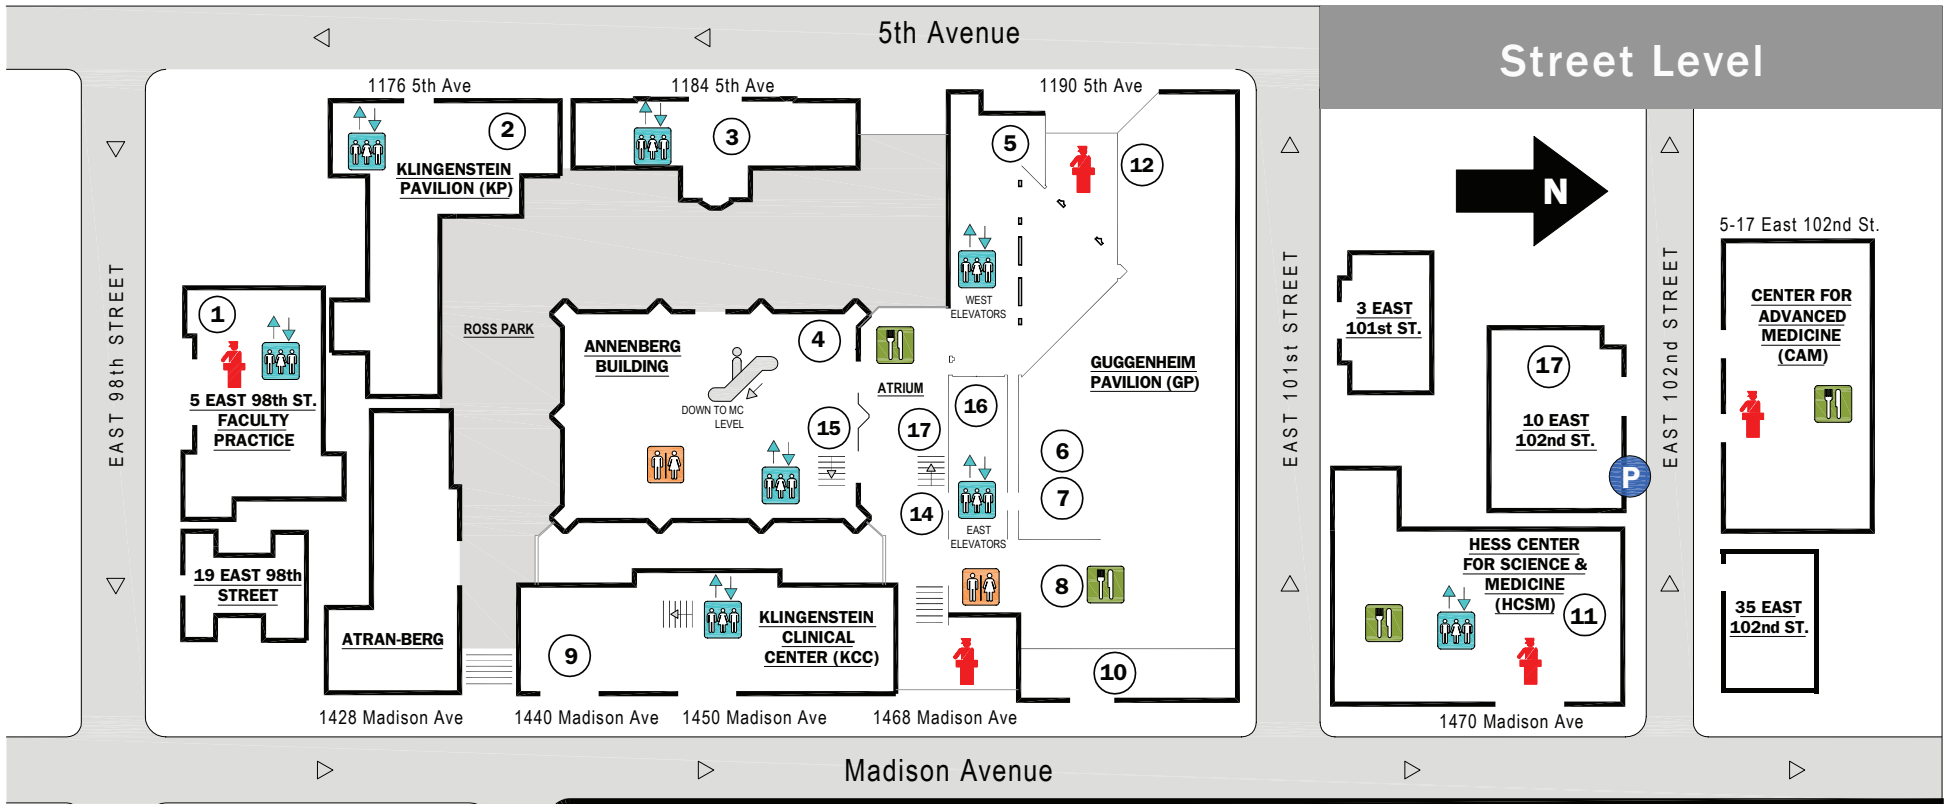 5th Avenue
Street Level
1176 5th Ave
1184 5th Ave
1190 5th Ave
2
3
5
12
KLINGENSTEIN
PAVILION (KP)
N
5-17 East 102nd St.
EAST 98th STREET
EAST 101st STREET
EAST 102nd STREET
1
WEST
ELEVATORS
ROSS PARK
ANNENBERG
BUILDING
4
3 EAST
101st ST.
CENTER FOR
ADVANCED
MEDICINE
(CAM)
GUGGENHEIM
PAVILION (GP)
17
ATRIUM
5 EAST 98th ST.
FACULTY
PRACTICE
DOWN TO MC
LEVEL
16
15
17
10 EAST
102nd ST.
6
7
P
14
EAST
ELEVATORS
HESS CENTER
FOR SCIENCE &
MEDICINE
(HCSM)
11
19 EAST 98th
STREET
8
35 EAST
102nd ST.
ATRAN-BERG
KLINGENSTEIN
CLINICAL
CENTER (KCC)
9
10
1428 Madison Ave
1440 Madison Ave
1450 Madison Ave
1468 Madison Ave
1470 Madison Ave
Madison Avenue